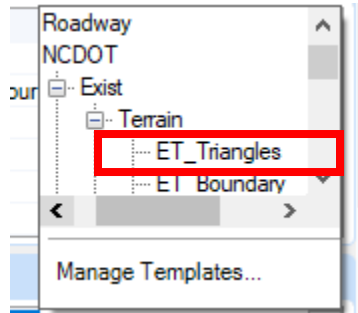 Roadway
NCDOT
Exist
Terrain
ET_Triangles
ET_Boundary
Manage Templates...